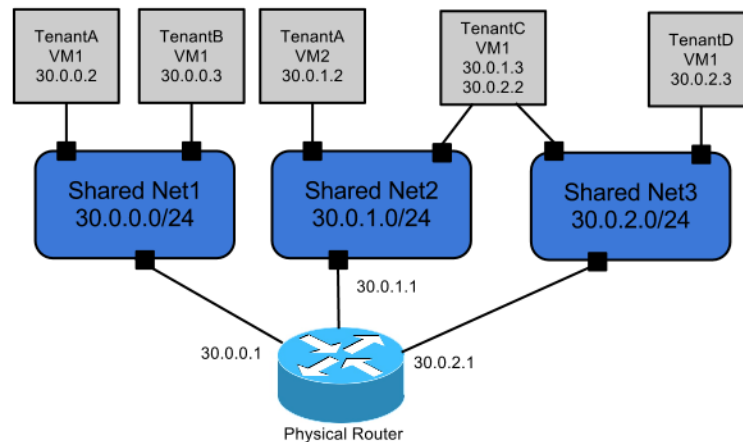 TenantA
VM1
30.0.0.2
TenantB
VM1
30.0.0.3
TenantA
VM2
30.0.1.2
TenantC
VM1
30.0.1.3
30.0.2.2
TenantD
VM1
30.0.2.3
Shared Net1
30.0.0.0/24
Shared Net2
30.0.1.0/24
Shared Net3
30.0.2.0/24
30.0.1.1
30.0.0.1
30.0.2.1
Physical Router